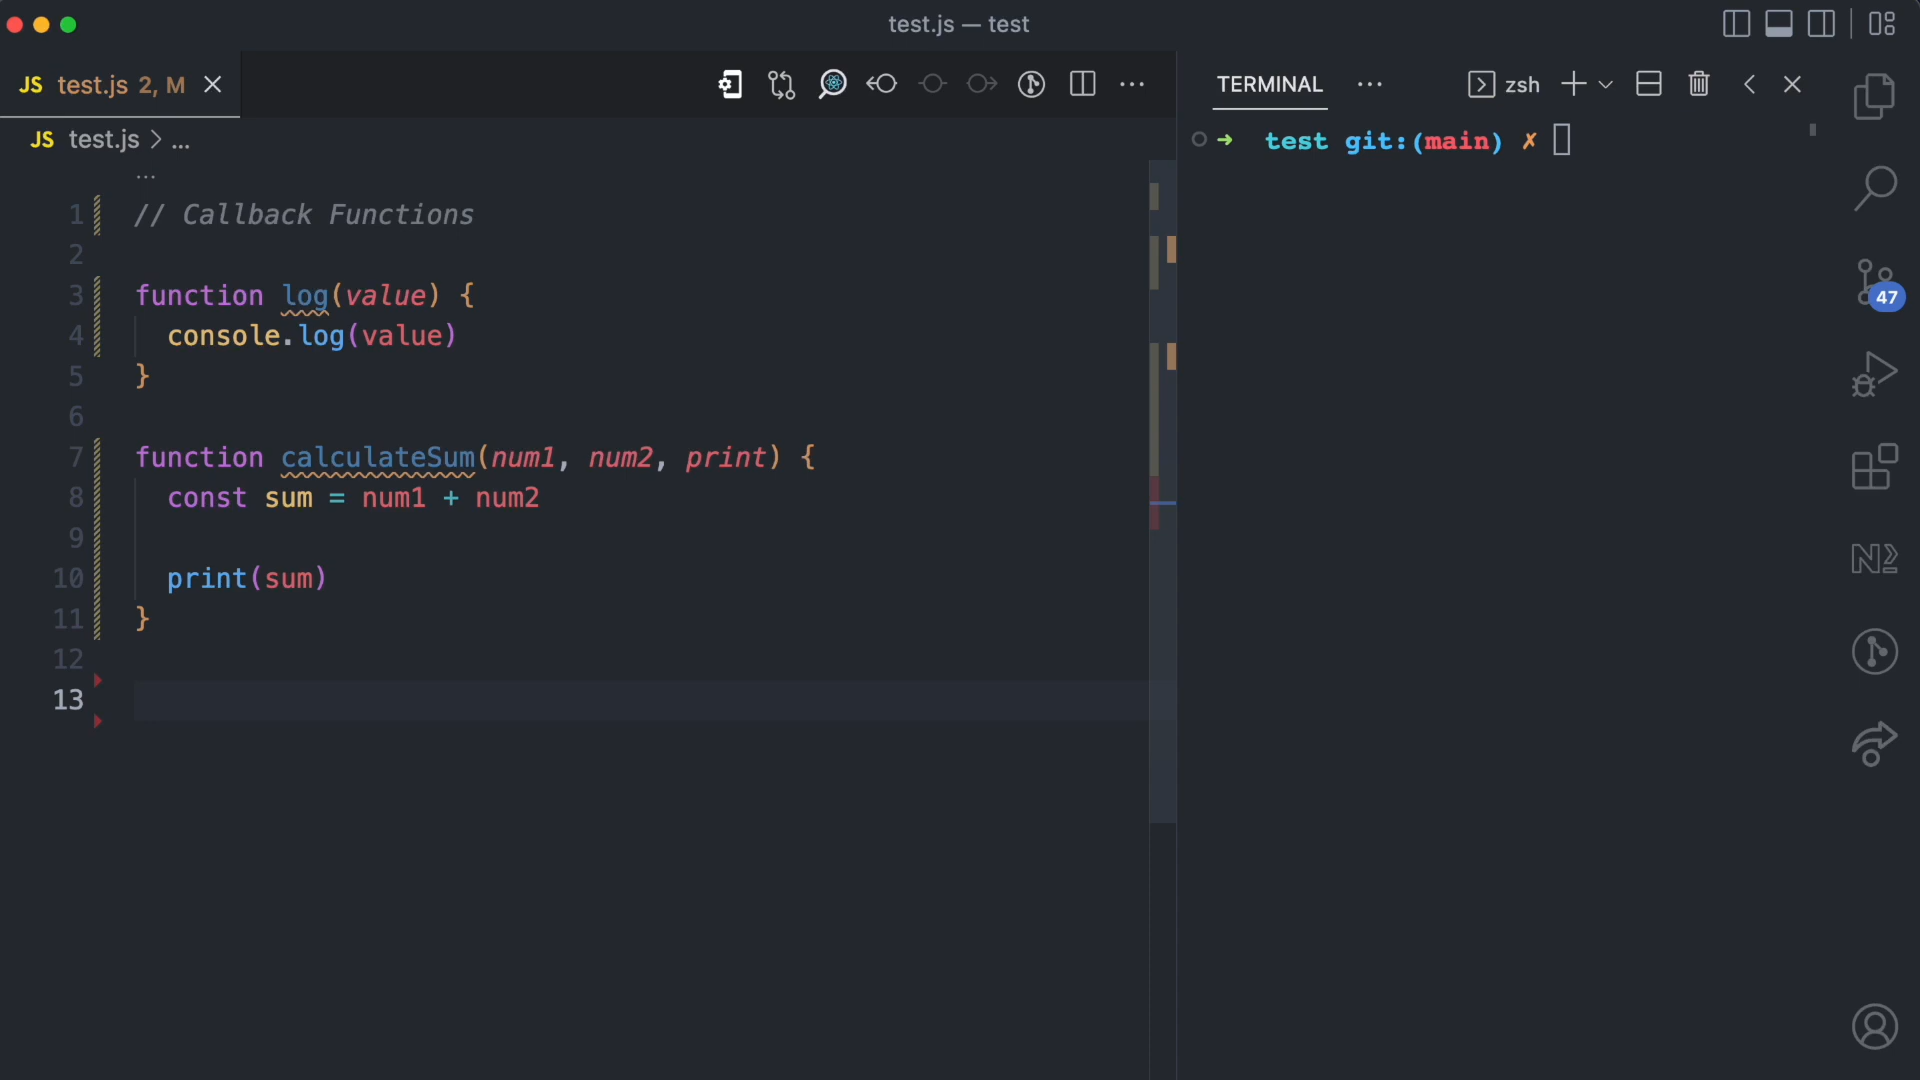 test.js — test
JS test.js 2, M
TERMINAL ... zsh
JS test.js > ...
test git:(main) ✗
...
1 // Callback Functions
2
3 function log(value) {
4 console.log(value)
5 }
6
7 function calculateSum(num1, num2, print) {
8 const sum = num1 + num2
9
10 print(sum)
11 }
12
13
47